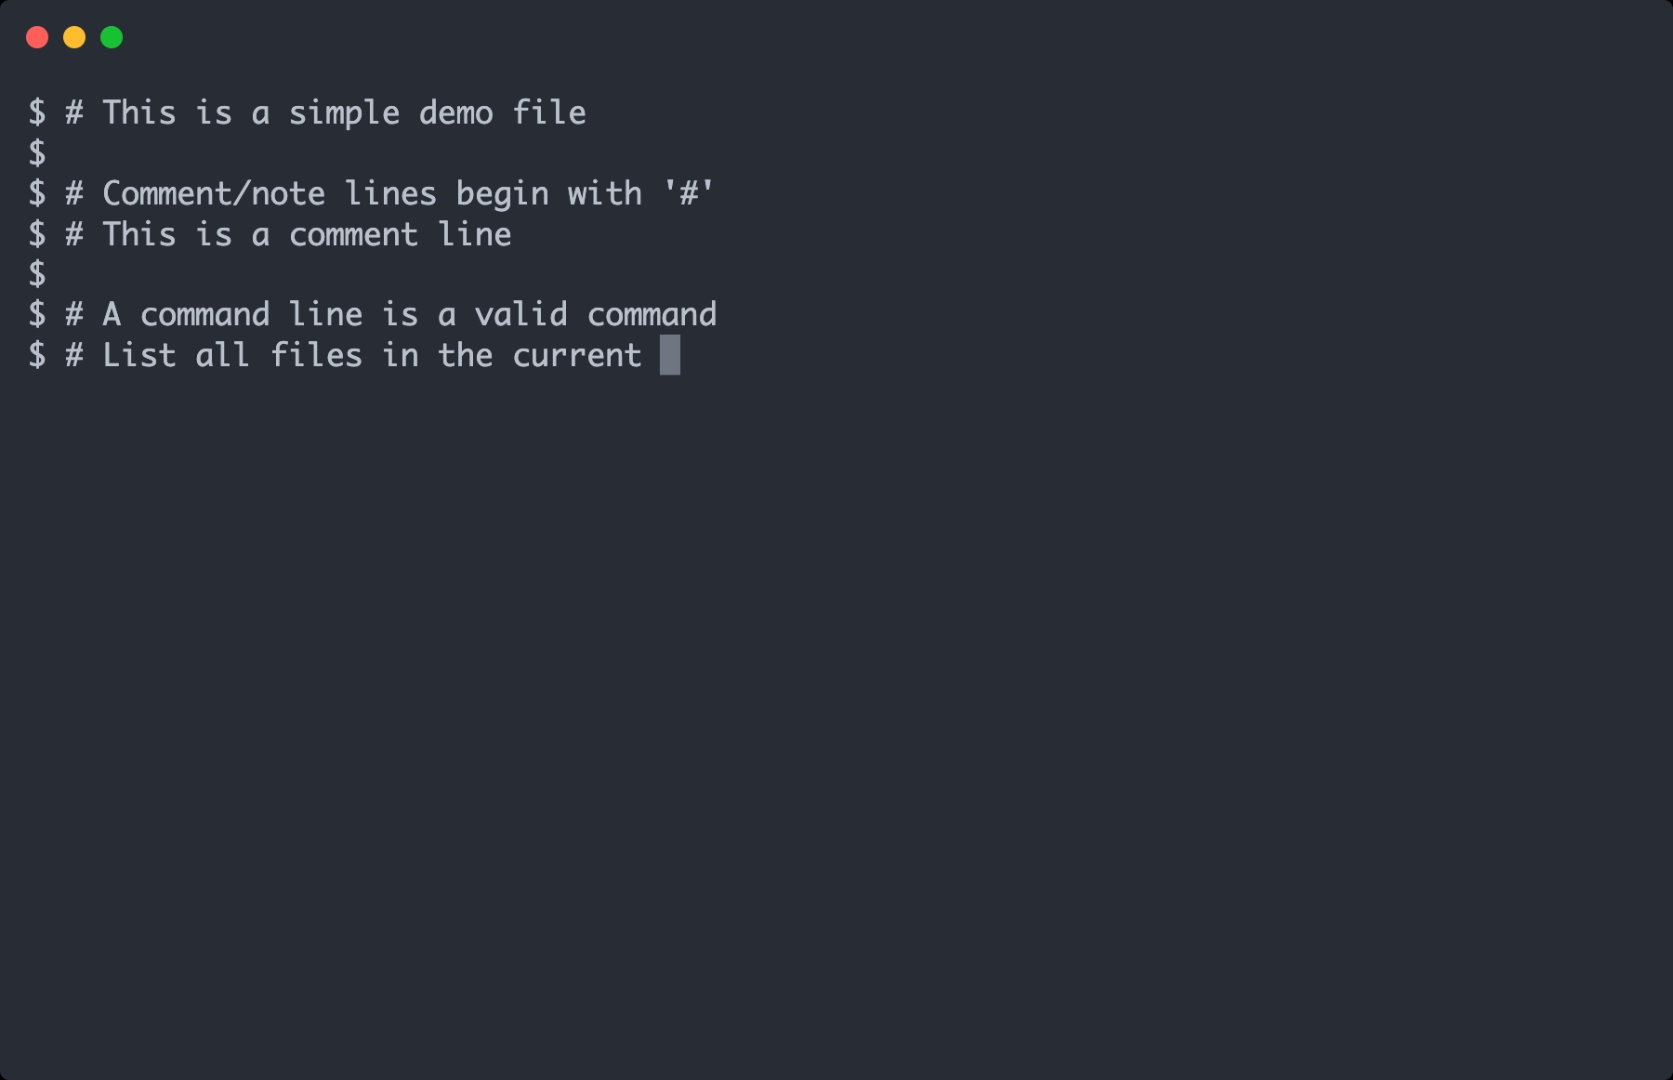 $ # This is a simple demo file
$
$ # Comment/note lines begin with '#'
$ # This is a comment line
$
$ # A command line is a valid command
$ # List all files in the current